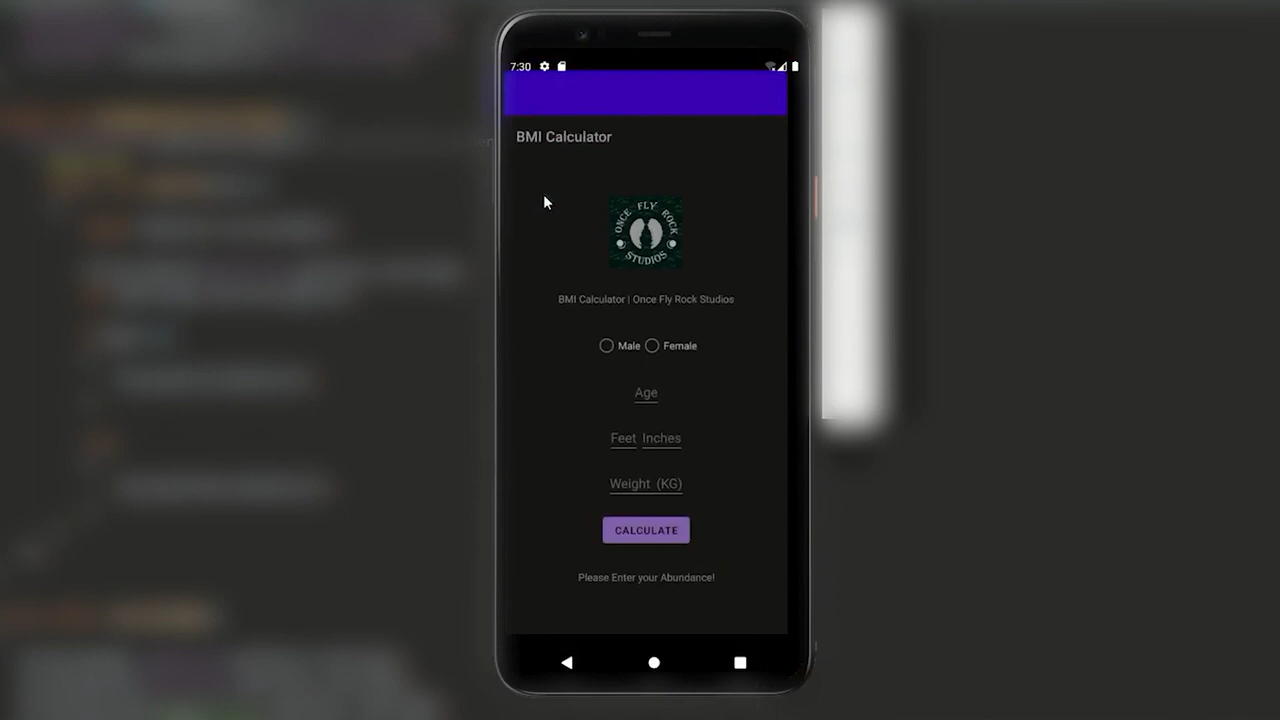 7:30
BMI Calculator
ONCE FLY ROCK
STUDIOS
BMI Calculator | Once Fly Rock Studios
Male Female
Age
Feet Inches
Weight (KG)
CALCULATE
Please Enter your Abundance!